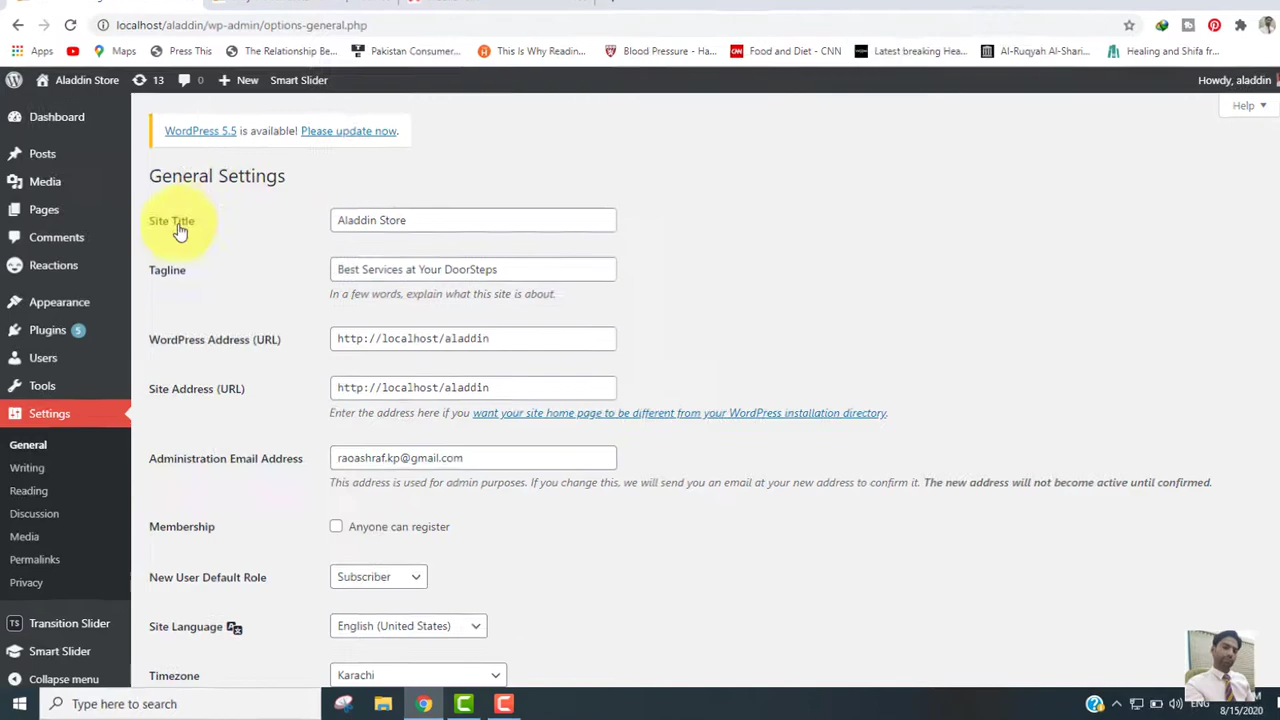 localhost/aladdin/wp-admin/options-general.php
Apps
Maps
Press This
The Relationship Be...
Pakistan Consumer...
This Is Why Readin...
Blood Pressure - Ha...
Food and Diet - CNN
Latest breaking Hea...
Al-Ruqyah Al-Shari...
Healing and Shifa fr...
Aladdin Store
13
0
New
Smart Slider
Howdy, aladdin
Dashboard
Posts
Media
Pages
Comments
Reactions
Appearance
Plugins 5
Users
Tools
Settings
General
Writing
Reading
Discussion
Media
Permalinks
Privacy
TS Transition Slider
Smart Slider
Collapse menu
Help
WordPress 5.5 is available! Please update now.
General Settings
Site Title
Aladdin Store
Tagline
Best Services at Your DoorSteps
In a few words, explain what this site is about.
WordPress Address (URL)
http://localhost/aladdin
Site Address (URL)
http://localhost/aladdin
Enter the address here if you want your site home page to be different from your WordPress installation directory.
Administration Email Address
raoashraf.kp@gmail.com
This address is used for admin purposes. If you change this, we will send you an email at your new address to confirm it. The new address will not become active until confirmed.
Membership
Anyone can register
New User Default Role
Subscriber
Site Language
English (United States)
Timezone
Karachi
Type here to search
ENG
8/15/2020